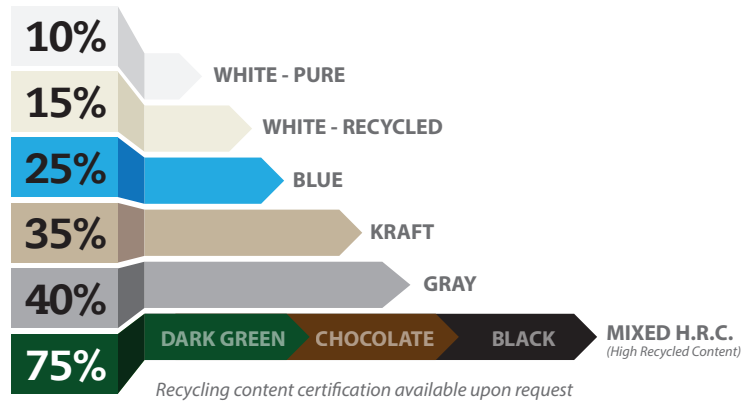 10%
WHITE - PURE
15%
WHITE - RECYCLED
25%
BLUE
35%
KRAFT
40%
GRAY
75%
DARK GREEN
CHOCOLATE
BLACK
MIXED H.R.C.
(High Recycled Content)
Recycling content certification available upon request